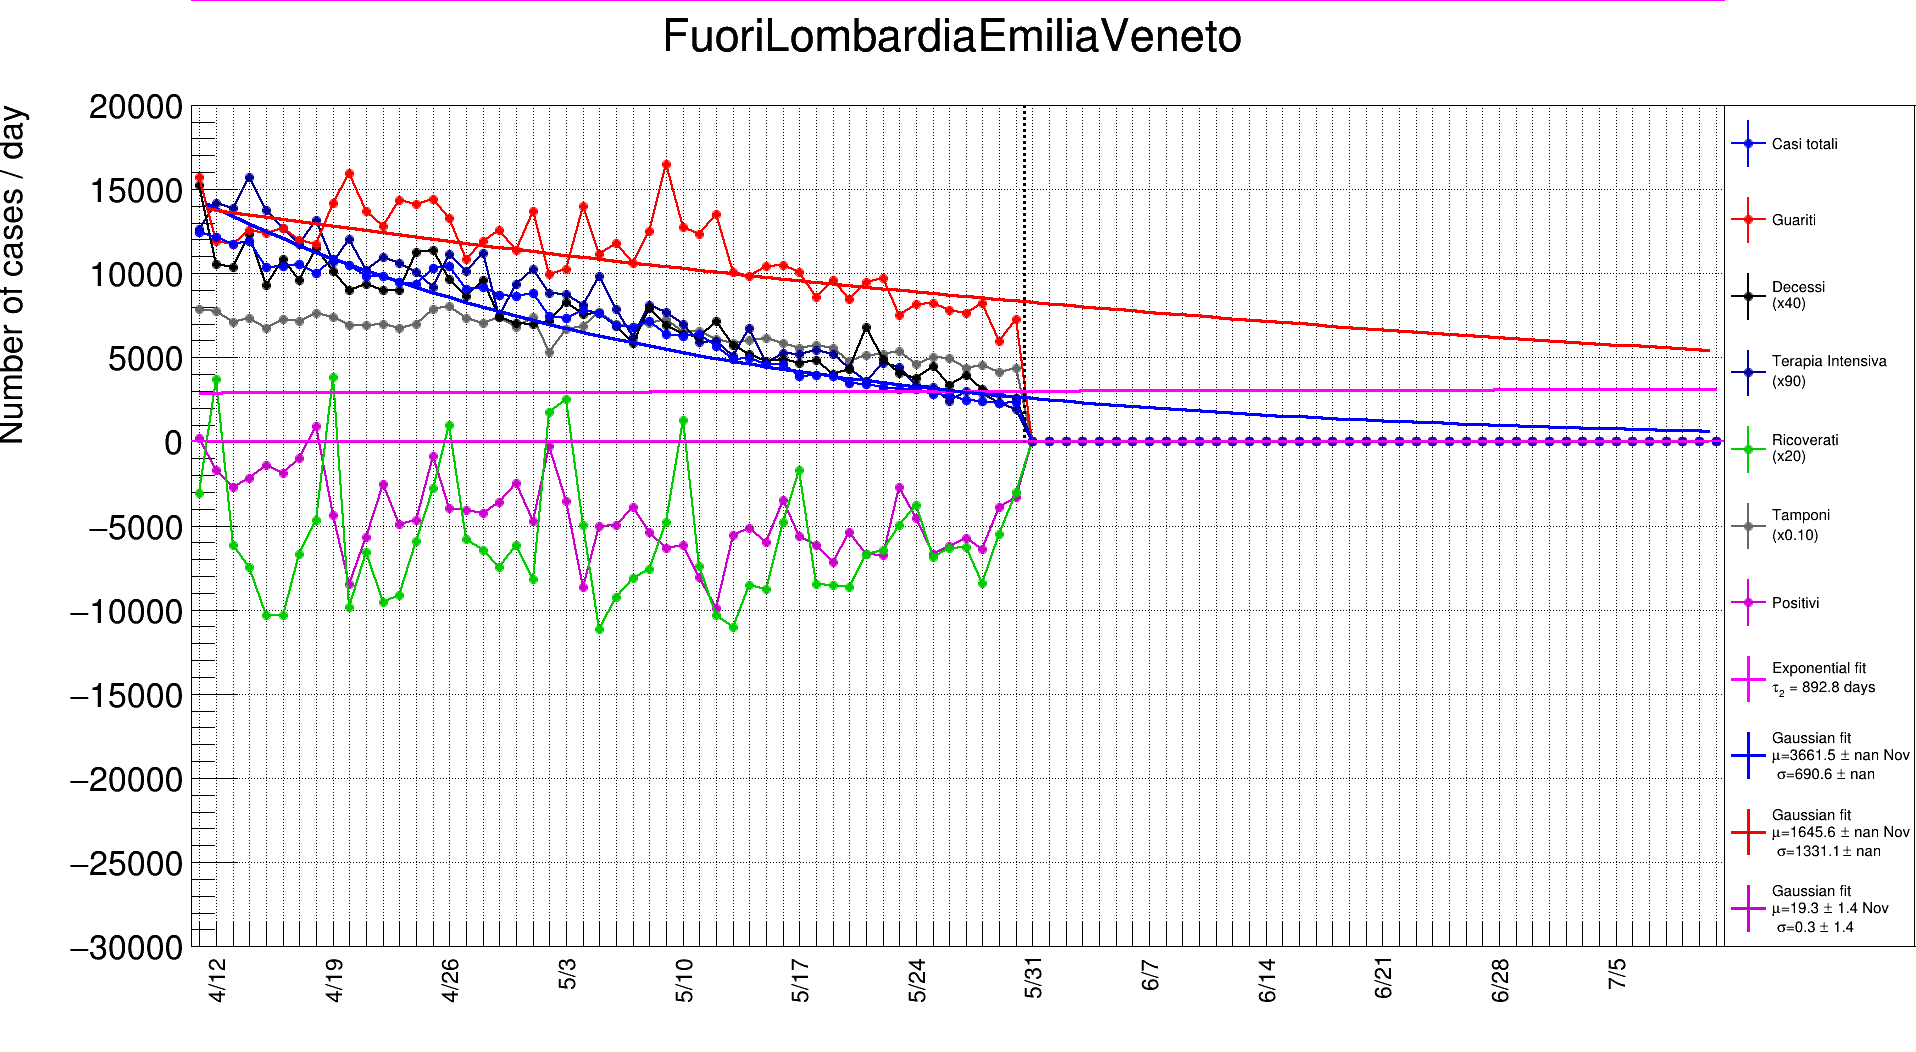 FuoriLombardiaEmiliaVeneto
Number of cases / day
20000
15000
10000
5000
0
−5000
−10000
−15000
−20000
−25000
−30000
4/12
4/19
4/26
5/3
5/10
5/17
5/24
5/31
6/7
6/14
6/21
6/28
7/5
Casi totali
Guariti
Decessi
(x40)
Terapia Intensiva
(x90)
Ricoverati
(x20)
Tamponi
(x0.10)
Positivi
Exponential fit
τ2 = 892.8 days
Gaussian fit
μ=3661.5 ± nan Nov
σ=690.6 ± nan
Gaussian fit
μ=1645.6 ± nan Nov
σ=1331.1 ± nan
Gaussian fit
μ=19.3 ± 1.4 Nov
σ=0.3 ± 1.4